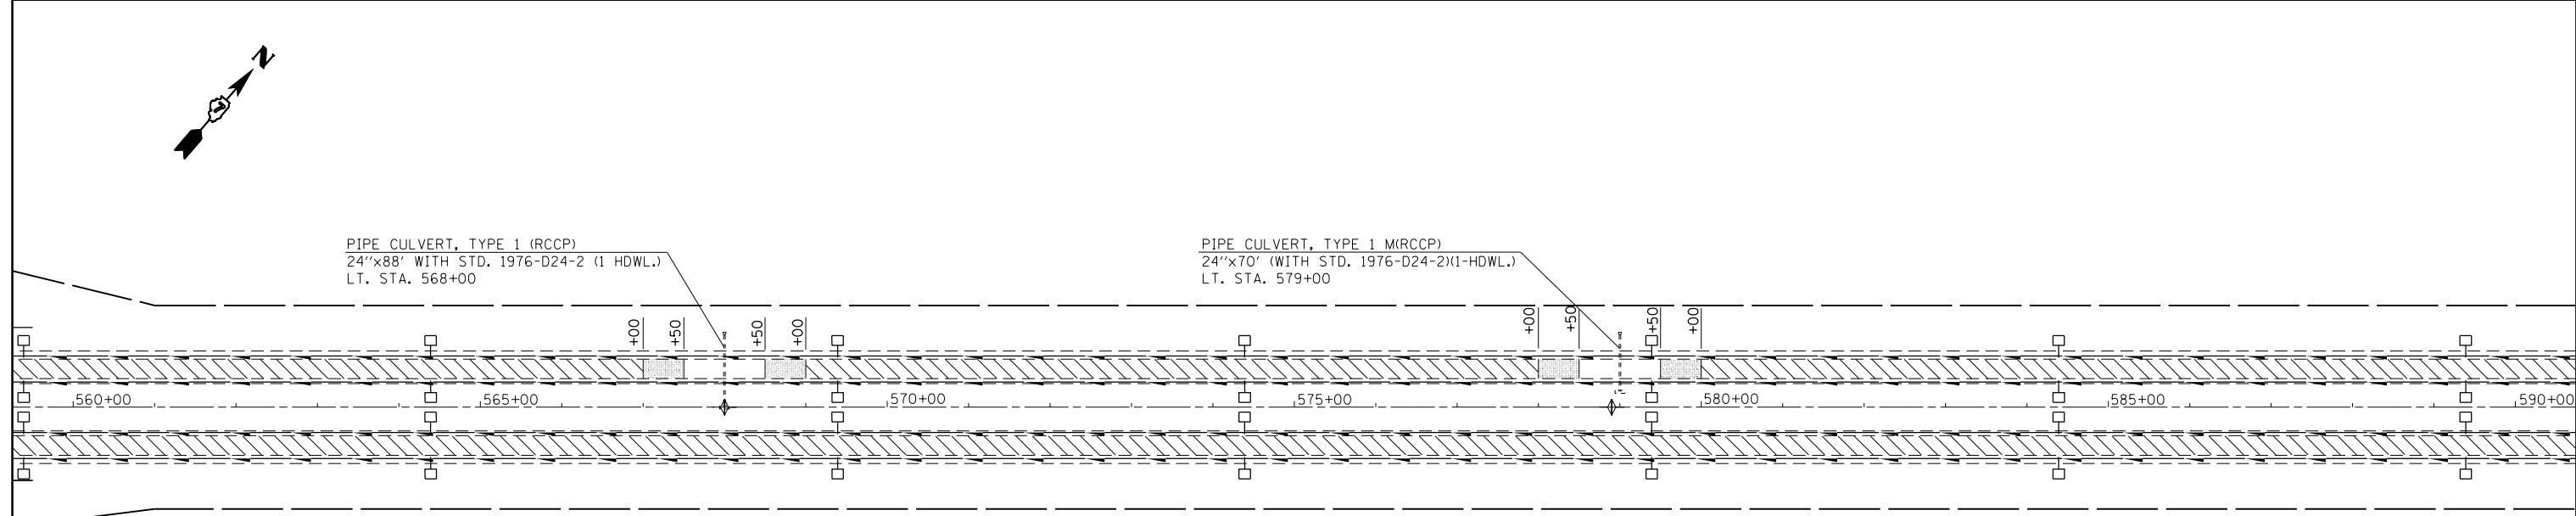 N
PIPE CULVERT, TYPE 1 (RCCP)
24"x88' WITH STD. 1976-D24-2 (1 HDWL.)
LT. STA. 568+00
PIPE CULVERT, TYPE 1 M(RCCP)
24"x70' (WITH STD. 1976-D24-2)(1-HDWL.)
LT. STA. 579+00
+00
+50
+50
+00
+00
+50
+50
+00
560+00
565+00
570+00
575+00
580+00
585+00
590+00